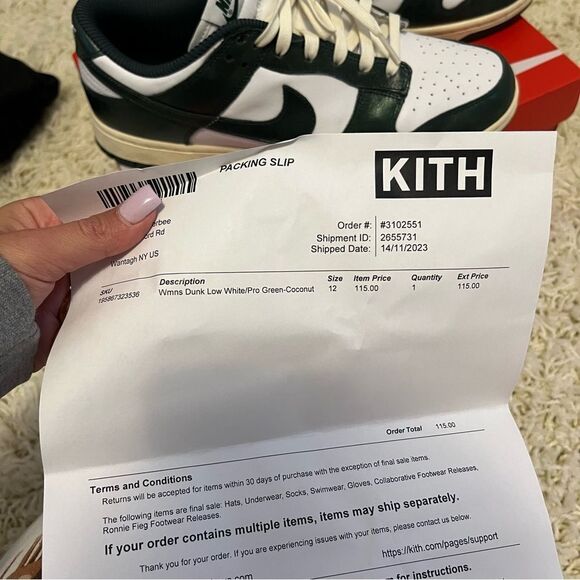 PACKING SLIP
KITH
Wantagh NY US
Order #: #3102551
Shipment ID: 2655731
Shipped Date: 14/11/2023
SKU Description Size Item Price Quantity Ext Price
195867323536 Wmns Dunk Low White/Pro Green-Coconut 12 115.00 1 115.00
Order Total 115.00
Terms and Conditions
Returns will be accepted for items within 30 days of purchase with the exception of final sale items.
The following items are final sale: Hats, Underwear, Socks, Swimwear, Gloves, Collaborative Footwear Releases,
Ronnie Fieg Footwear Releases.
If your order contains multiple items, items may ship separately.
Thank you for your order. If you are experiencing issues with your items, please contact us below.
https://kith.com/pages/support
for instructions.